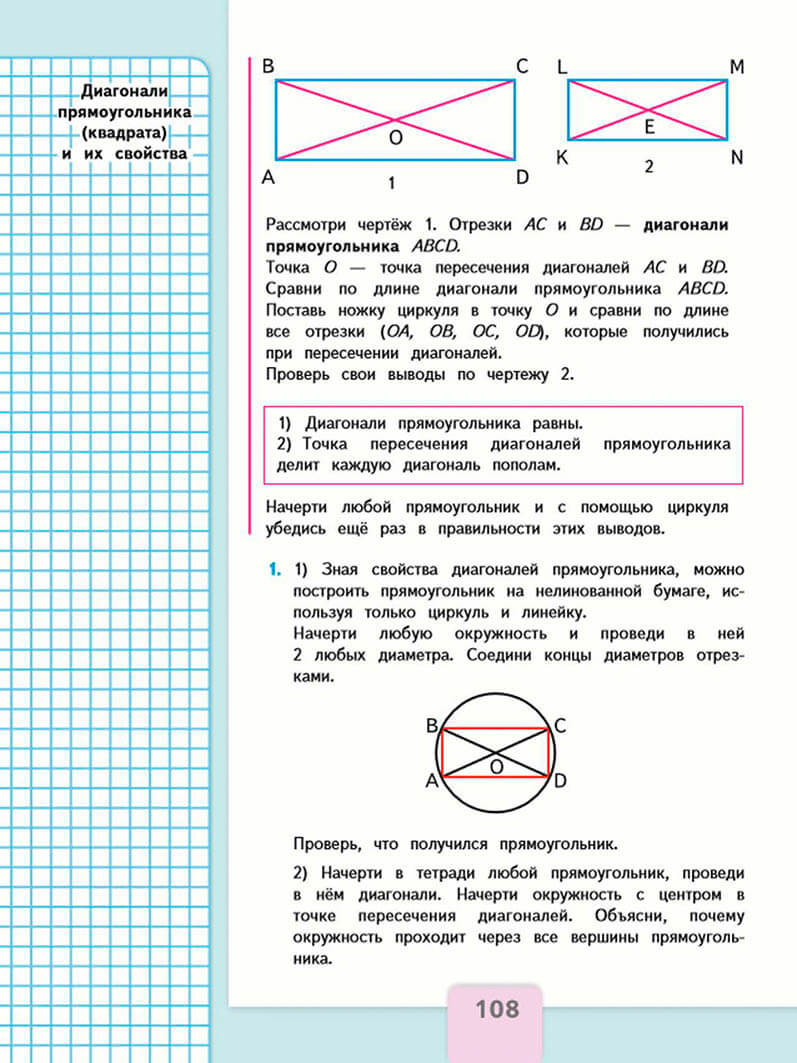 Диагонали
прямоугольника
(квадрата)
и их свойства
B C L M
O E
A D K N
1 2
Рассмотри чертёж 1. Отрезки AC и BD — диагонали
прямоугольника ABCD.
Точка O — точка пересечения диагоналей AC и BD.
Сравни по длине диагонали прямоугольника ABCD.
Поставь ножку циркуля в точку O и сравни по длине
все отрезки (OA, OB, OC, OD), которые получились
при пересечении диагоналей.
Проверь свои выводы по чертежу 2.
1) Диагонали прямоугольника равны.
2) Точка пересечения диагоналей прямоугольника
делит каждую диагональ пополам.
Начерти любой прямоугольник и с помощью циркуля
убедись ещё раз в правильности этих выводов.
1. 1) Зная свойства диагоналей прямоугольника, можно
построить прямоугольник на нелинованной бумаге, ис-
пользуя только циркуль и линейку.
Начерти любую окружность и проведи в ней
2 любых диаметра. Соедини концы диаметров отрез-
ками.
B C
O
A D
Проверь, что получился прямоугольник.
2) Начерти в тетради любой прямоугольник, проведи
в нём диагонали. Начерти окружность с центром в
точке пересечения диагоналей. Объясни, почему
окружность проходит через все вершины прямоуголь-
ника.
108